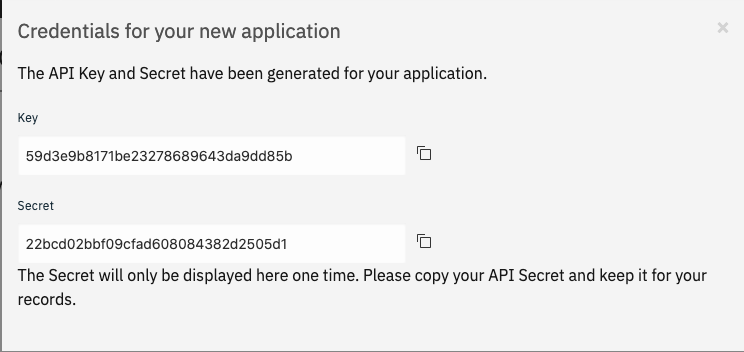 Credentials for your new application
The API Key and Secret have been generated for your application.
Key
59d3e9b8171be23278689643da9dd85b
Secret
22bcd02bbf09cfad608084382d2505d1
The Secret will only be displayed here one time. Please copy your API Secret and keep it for your
records.